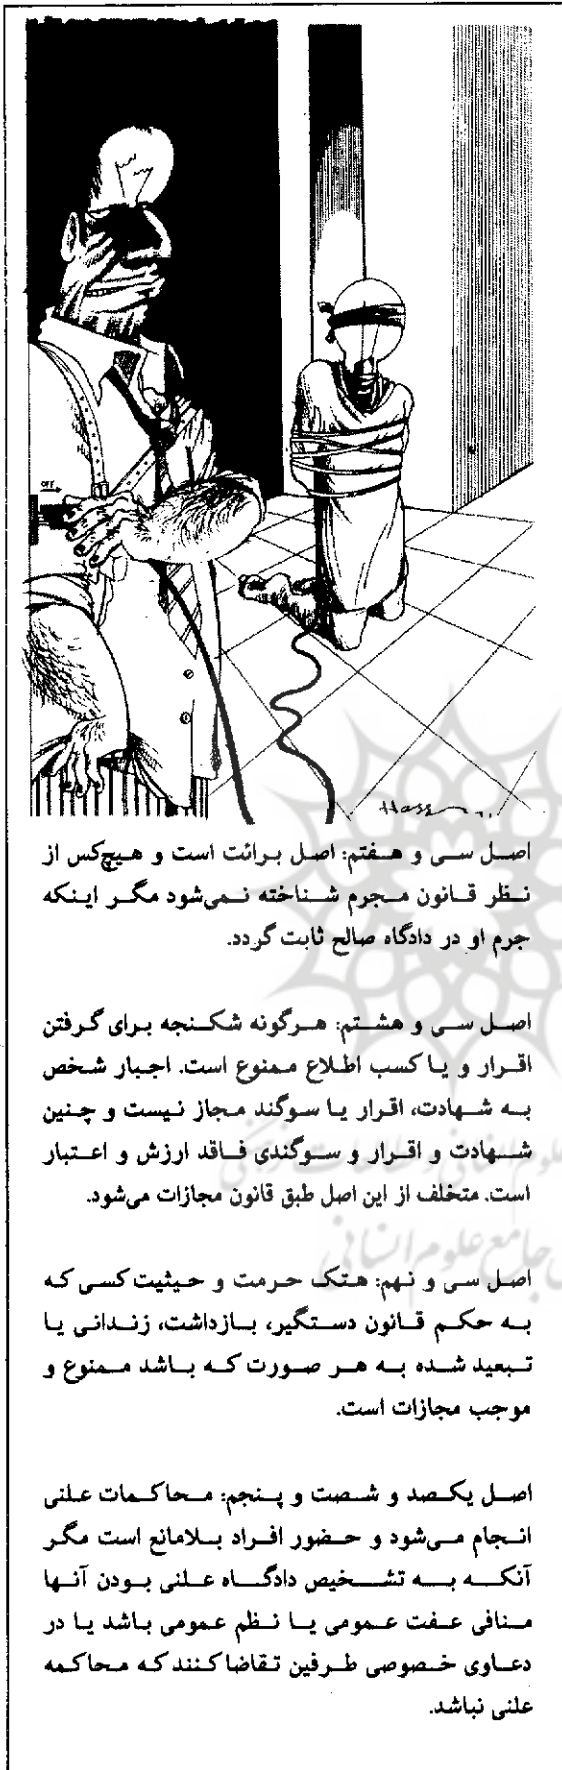 OFF
اصل سی و هفتم: اصل برائت است و هیچ‌کس از
نظر قانون مجرم شناخته نمی‌شود مگر اینکه
جرم او در دادگاه صالح ثابت گردد.
اصل سی و هشتم: هرگونه شکنجه برای گرفتن
اقرار و یا کسب اطلاع ممنوع است. اجبار شخص
به شهادت، اقرار یا سوگند مجاز نیست و چنین
شهادت و اقرار و سوگندی فاقد ارزش و اعتبار
است. متخلف از این اصل طبق قانون مجازات می‌شود.
اصل سی و نهم: هتک حرمت و حیثیت کسی که
به حکم قانون دستگیر، بازداشت، زندانی یا
تبعید شده به هر صورت که باشد ممنوع و
موجب مجازات است.
اصل یکصد و شصت و پنجم: محاکمات علنی
انجام می‌شود و حضور افراد بلامانع است مگر
آنکه به تشخیص دادگاه علنی بودن آنها
منافی عفت عمومی یا نظم عمومی باشد یا در
دعاوی خصوصی طرفین تقاضا کنند که محاکمه
علنی نباشد.